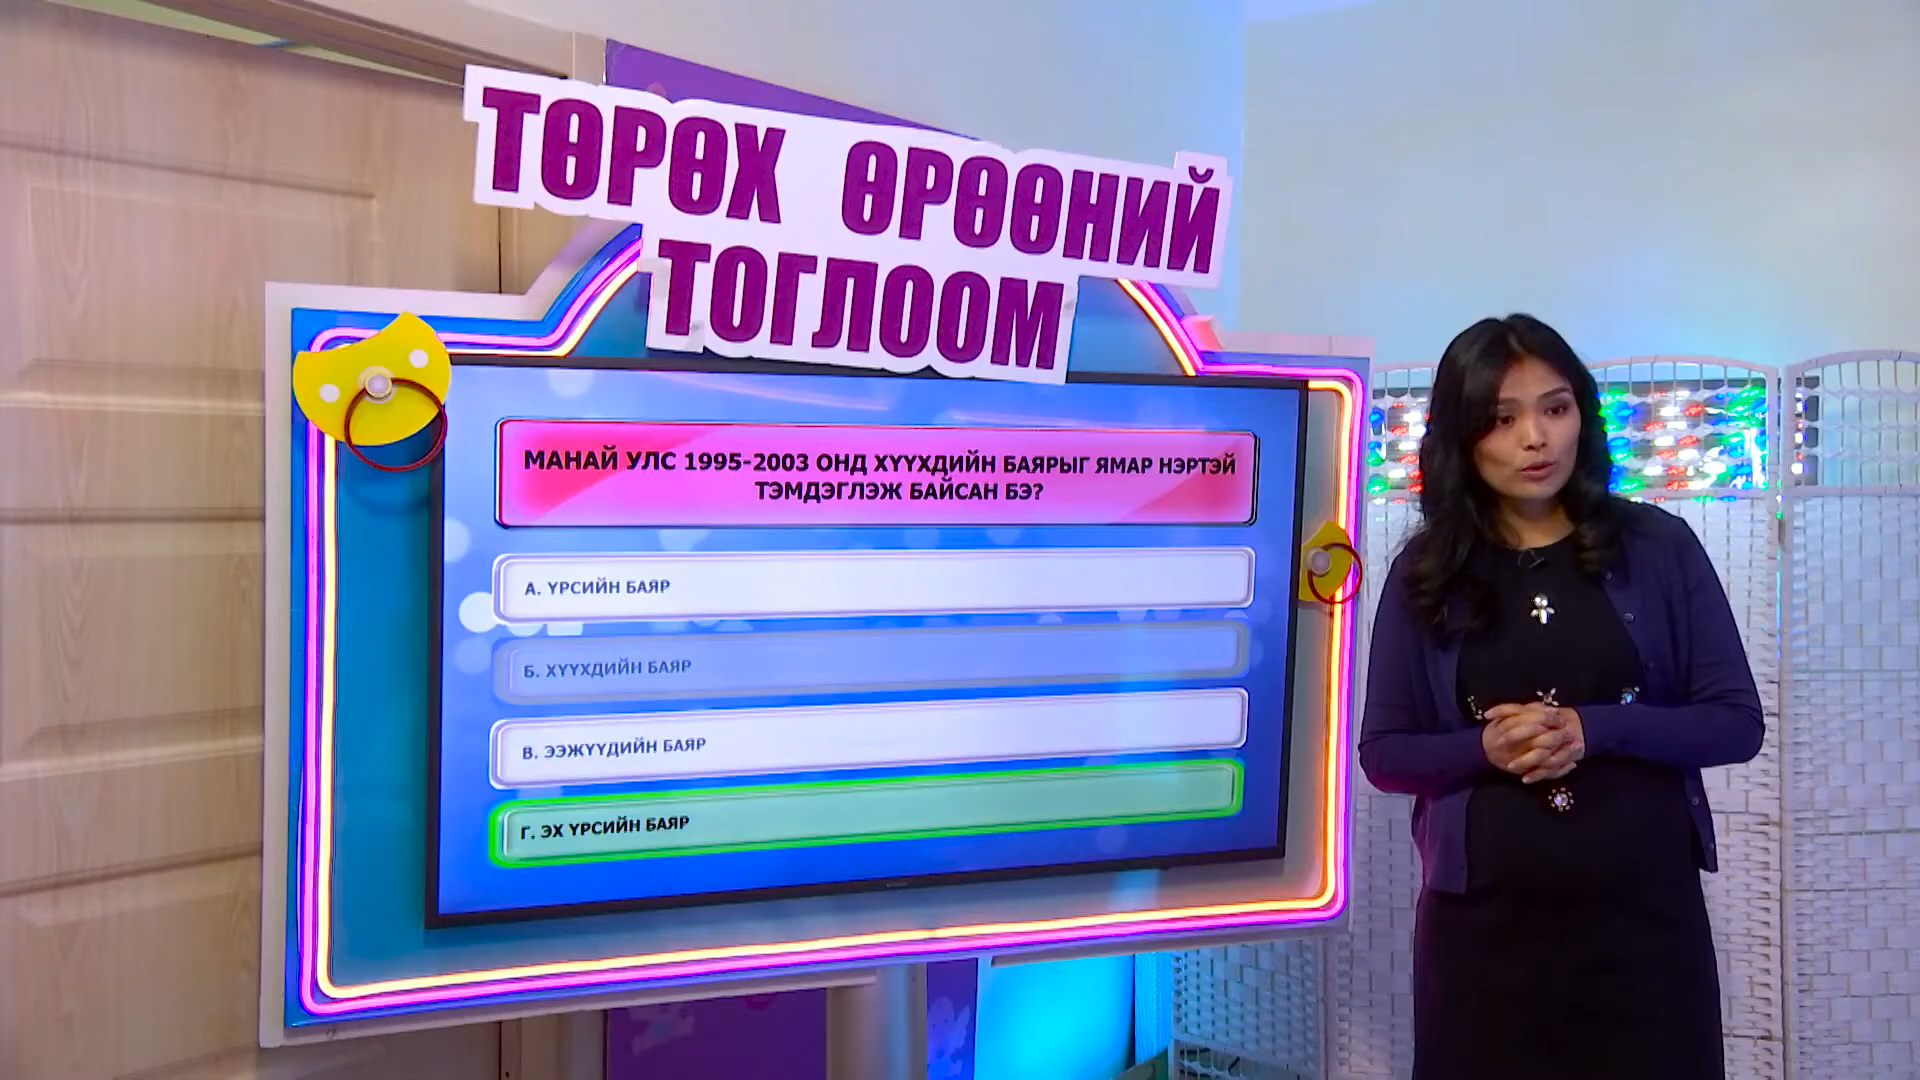 ТӨРӨХ ӨРӨӨНИЙ
ТОГЛООМ
МАНАЙ УЛС 1995-2003 ОНД ХҮҮХДИЙН БАЯРЫГ ЯМАР НЭРТЭЙ
ТЭМДЭГЛЭЖ БАЙСАН БЭ?
А. ҮРСИЙН БАЯР
Б. ХҮҮХДИЙН БАЯР
В. ЭЭЖҮҮДИЙН БАЯР
Г. ЭХ ҮРСИЙН БАЯР